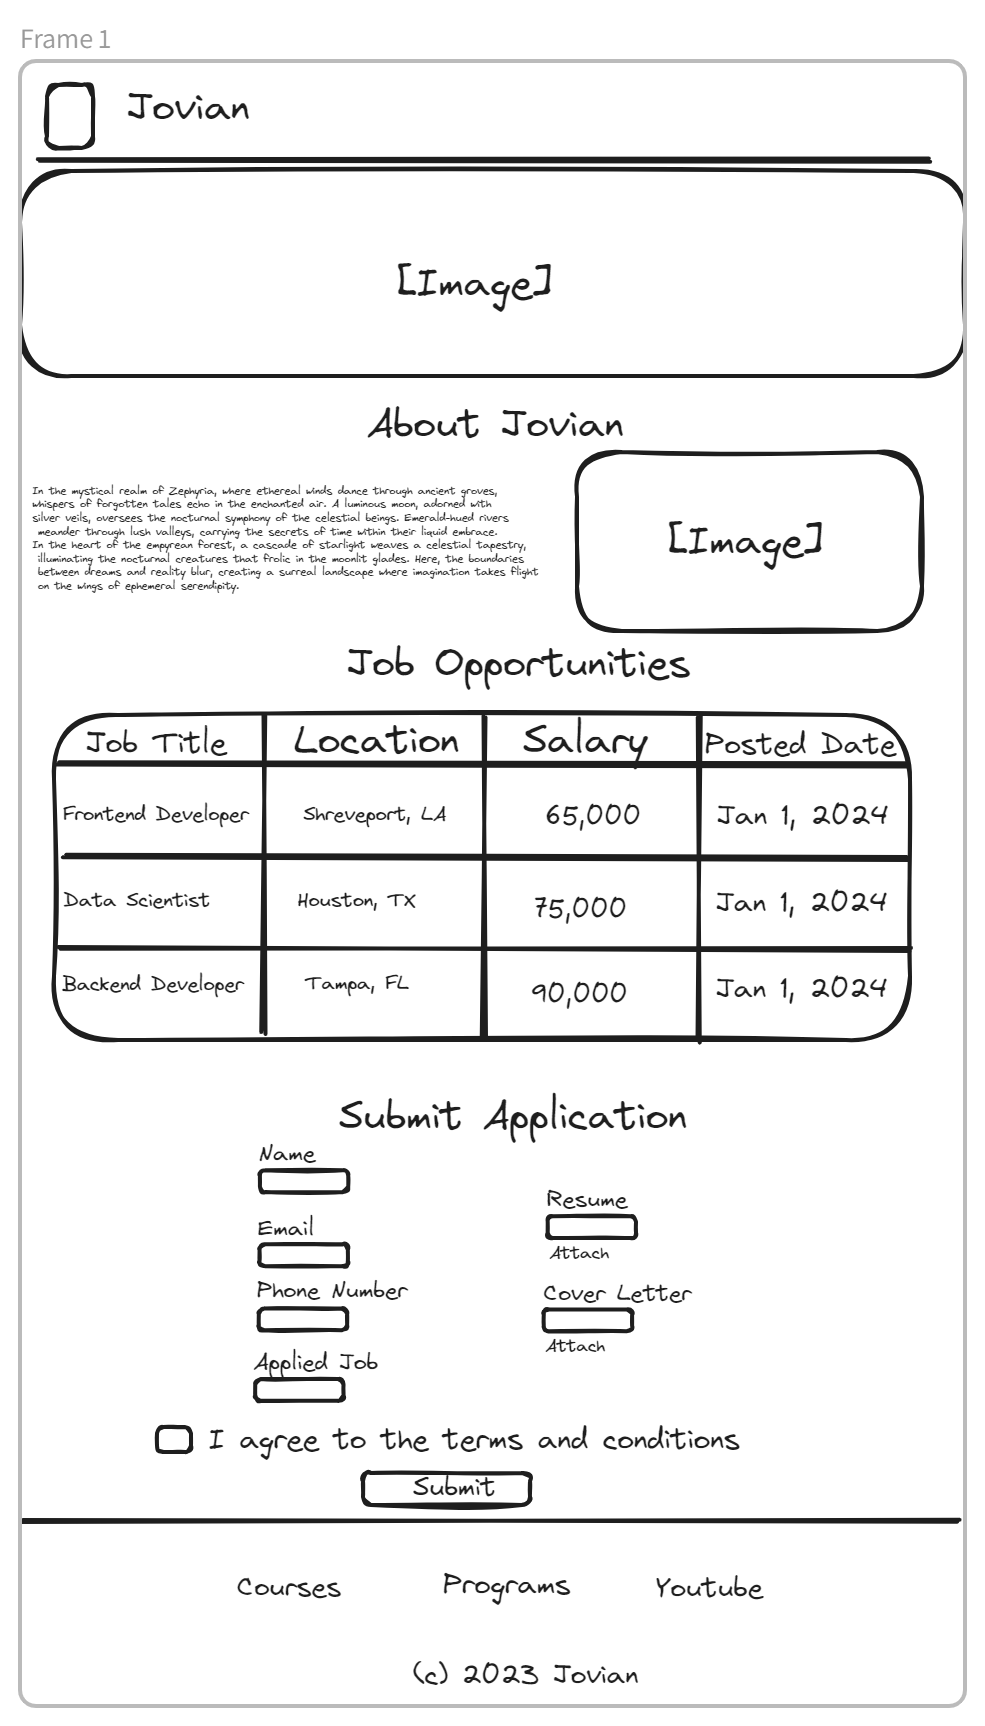 Frame 1
Jovian
[Image]
About Jovian
In the mystical realm of Zephyria, where ethereal winds dance through ancient groves,
whispers of forgotten tales echo in the enchanted air. A luminous moon, adorned with
silver veils, oversees the nocturnal symphony of the celestial beings. Emerald-hued rivers
meander through lush valleys, carrying the secrets of time within their liquid embrace.
In the heart of the empyrean forest, a cascade of starlight weaves a celestial tapestry,
illuminating the nocturnal creatures that frolic in the moonlit glades. Here, the boundaries
between dreams and reality blur, creating a surreal landscape where imagination takes flight
on the wings of ephemeral serendipity.
[Image]
Job Opportunities
Job Title Location Salary Posted Date
Frontend Developer Shreveport, LA 65,000 Jan 1, 2024
Data Scientist Houston, TX 75,000 Jan 1, 2024
Backend Developer Tampa, FL 90,000 Jan 1, 2024
Submit Application
Name
Email
Phone Number
Applied Job
Resume
Attach
Cover Letter
Attach
I agree to the terms and conditions
Submit
Courses Programs Youtube
(c) 2023 Jovian